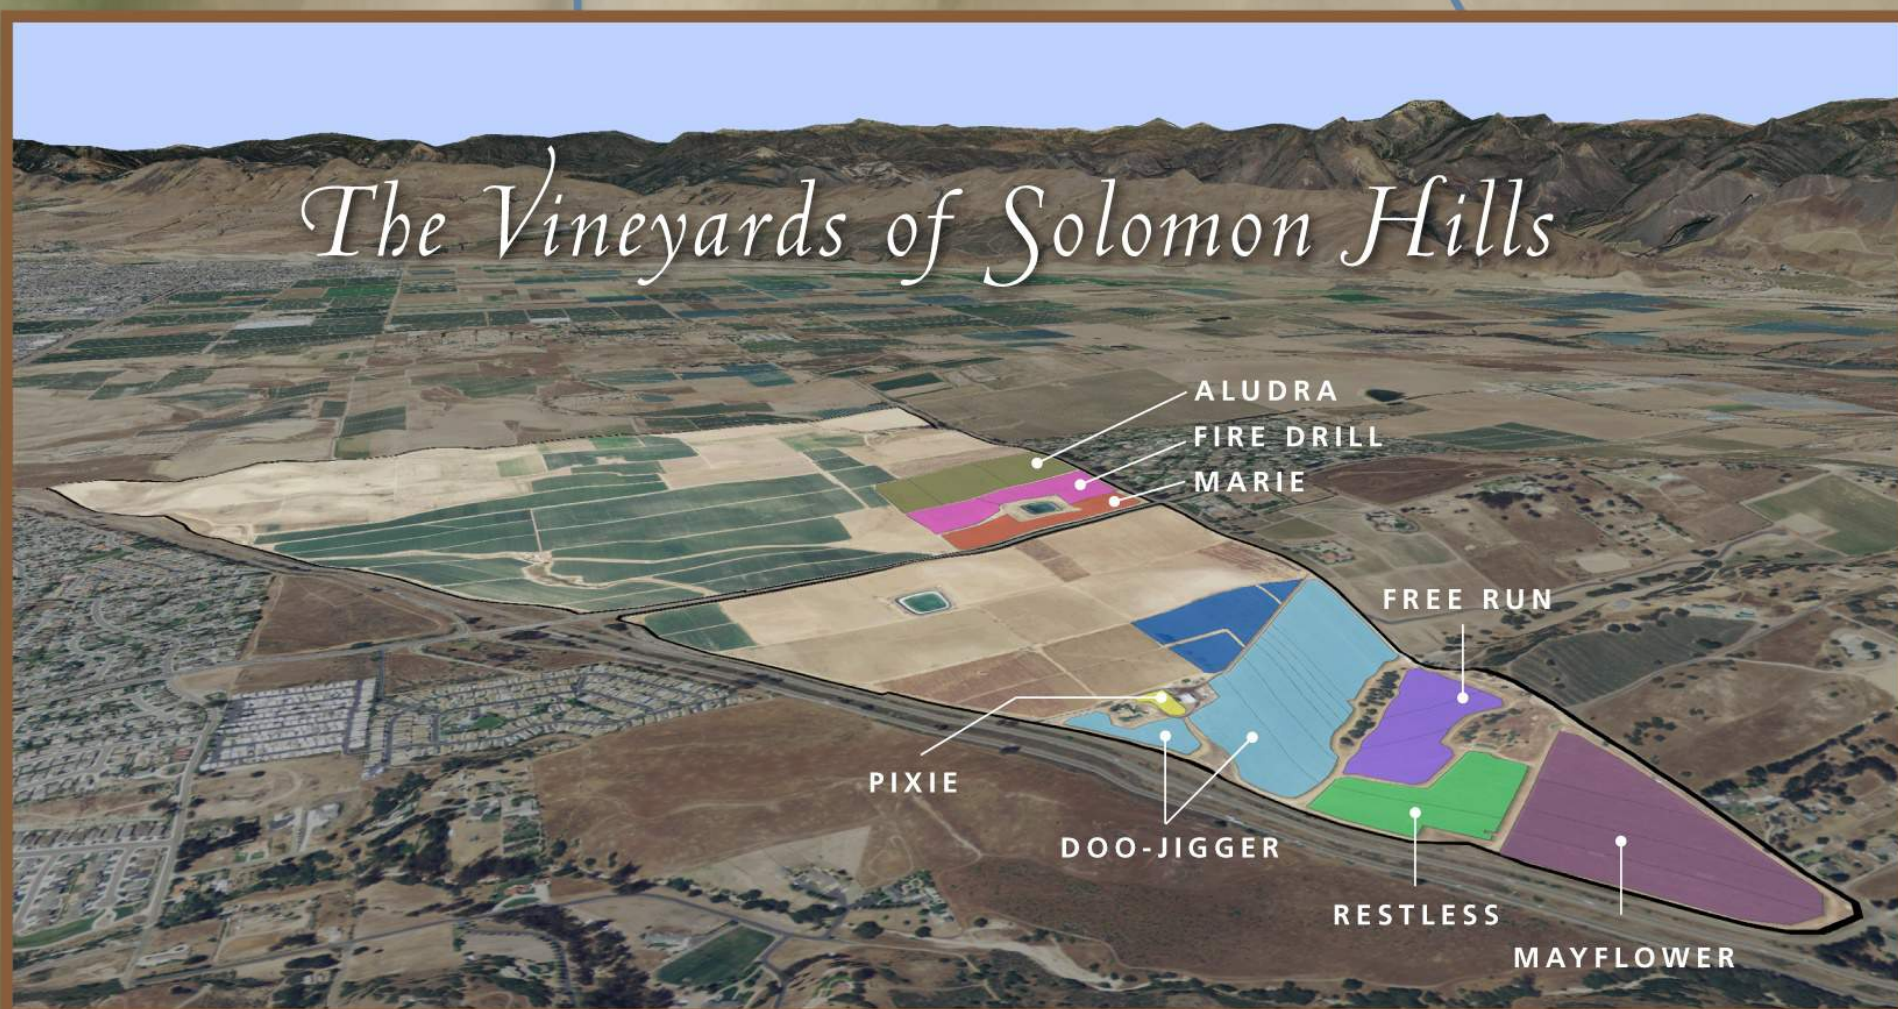 The Vineyards of Solomon Hills
ALUDRA
FIRE DRILL
MARIE
FREE RUN
PIXIE
DOO-JIGGER
RESTLESS
MAYFLOWER